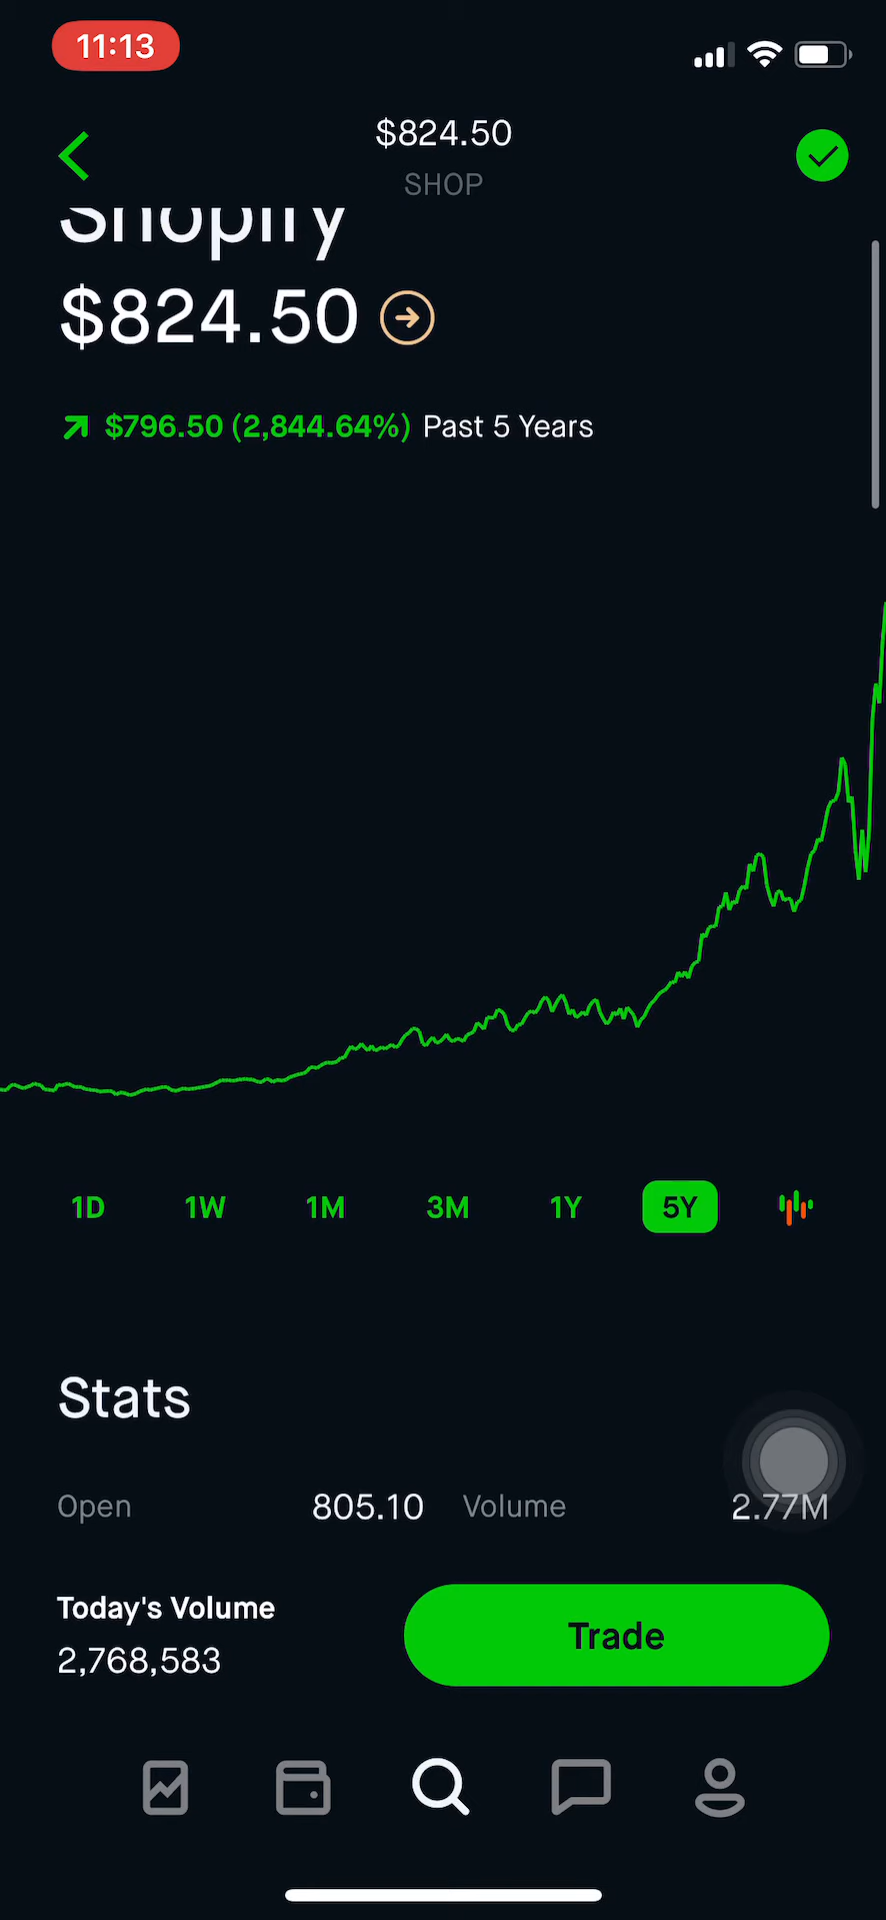 11:13
$824.50
SHOP
Shopify
$824.50
$796.50 (2,844.64%) Past 5 Years
1D 1W 1M 3M 1Y 5Y
Stats
Open 805.10 Volume 2.77M
Today's Volume
2,768,583
Trade